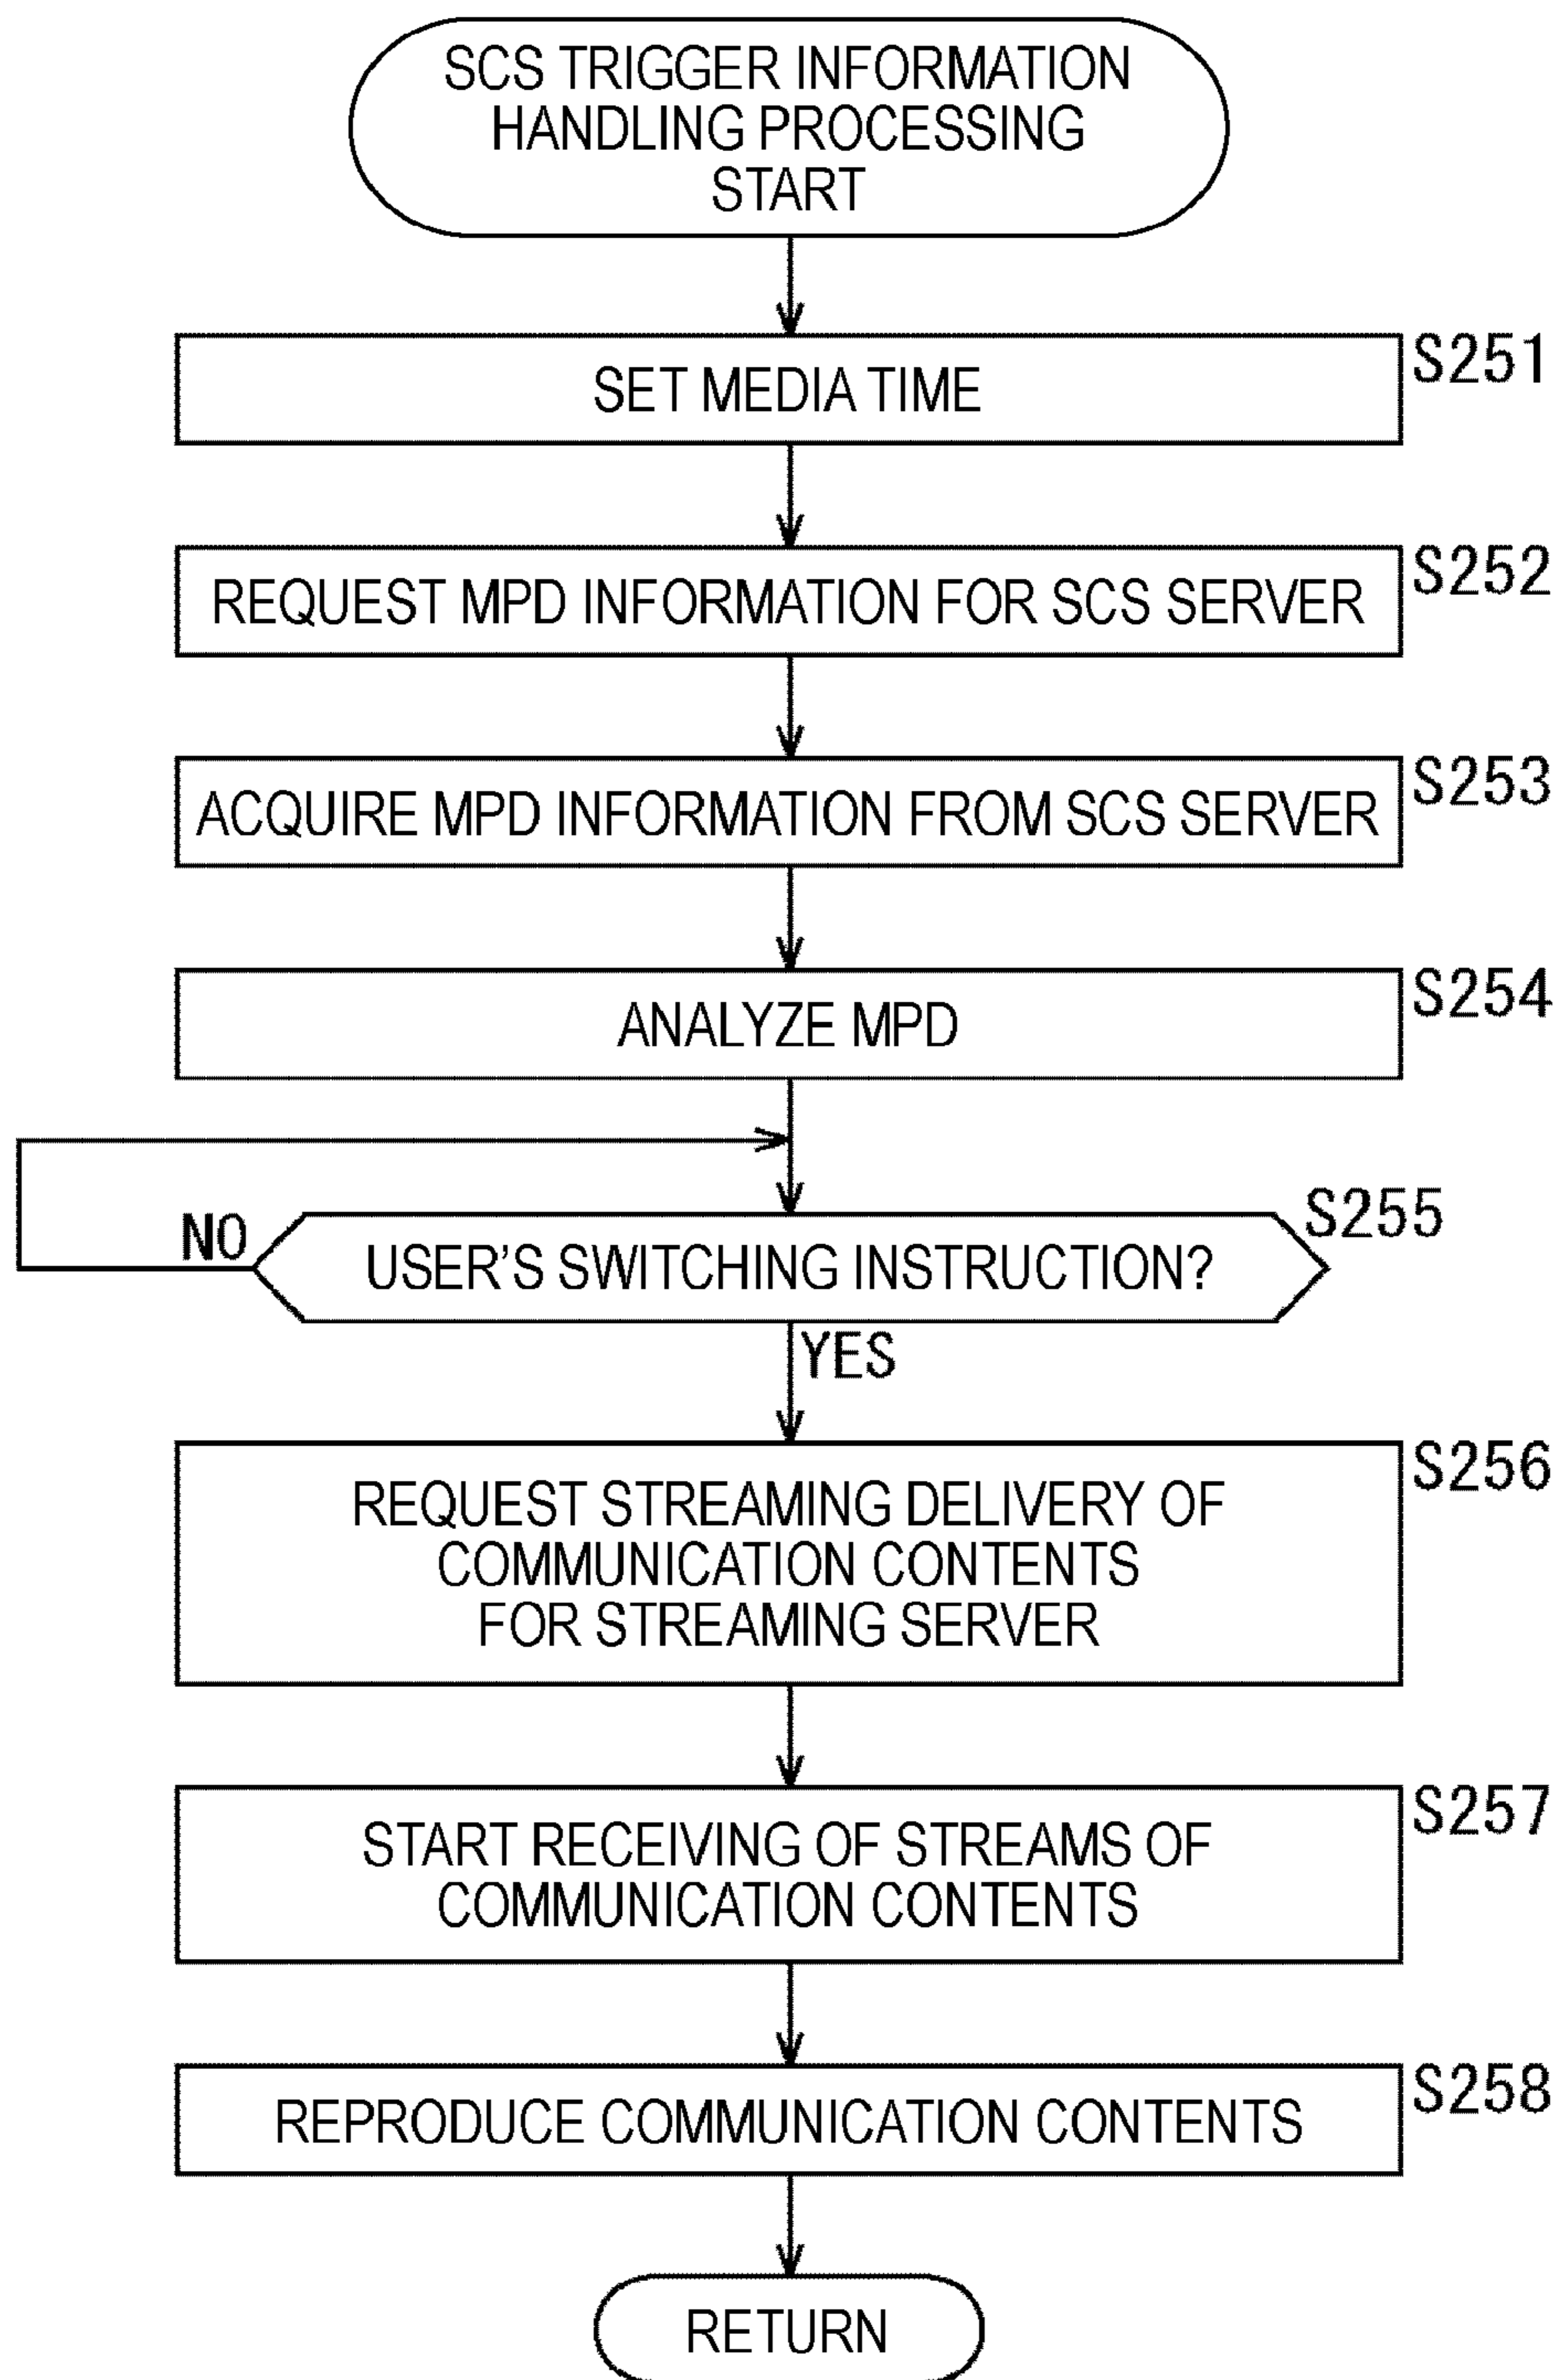 SCS TRIGGER INFORMATION
HANDLING PROCESSING
START
SET MEDIA TIME
S251
REQUEST MPD INFORMATION FOR SCS SERVER
S252
ACQUIRE MPD INFORMATION FROM SCS SERVER
S253
ANALYZE MPD
S254
NO
USER’S SWITCHING INSTRUCTION?
S255
YES
REQUEST STREAMING DELIVERY OF
COMMUNICATION CONTENTS
FOR STREAMING SERVER
S256
START RECEIVING OF STREAMS OF
COMMUNICATION CONTENTS
S257
REPRODUCE COMMUNICATION CONTENTS
S258
RETURN